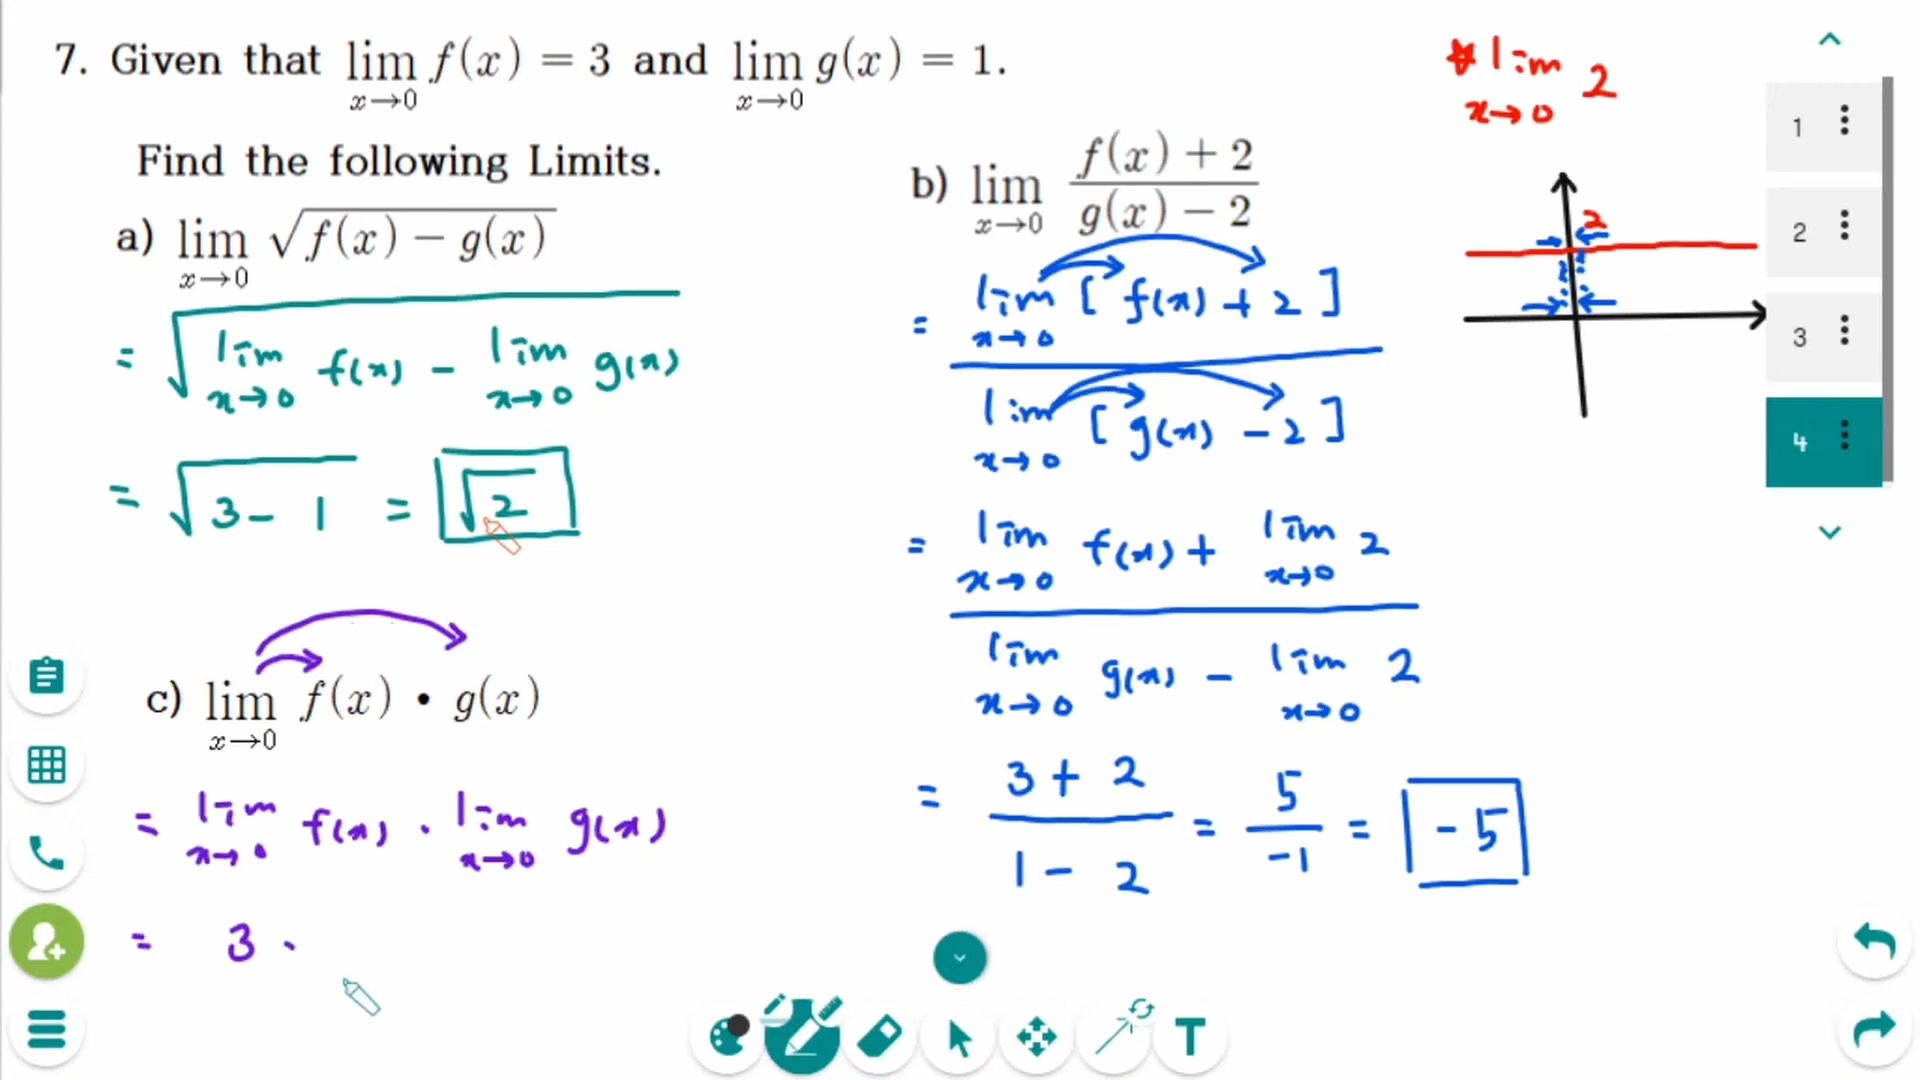 7. Given that lim x→0 f(x) = 3 and lim x→0 g(x) = 1.
Find the following Limits.
a) lim x→0 √(f(x) − g(x))
= √(lim x→0 f(x) − lim x→0 g(x))
= √(3 − 1) = √2
c) lim x→0 f(x) • g(x)
= lim x→0 f(x) · lim x→0 g(x)
= 3 ·
b) lim x→0 (f(x) + 2)/(g(x) − 2)
= lim x→0 [f(x) + 2] / lim x→0 [g(x) − 2]
= (lim x→0 f(x) + lim x→0 2) / (lim x→0 g(x) − lim x→0 2)
= (3 + 2)/(1 − 2) = 5/−1 = −5
* lim x→0 2
2
1
2
3
4
T